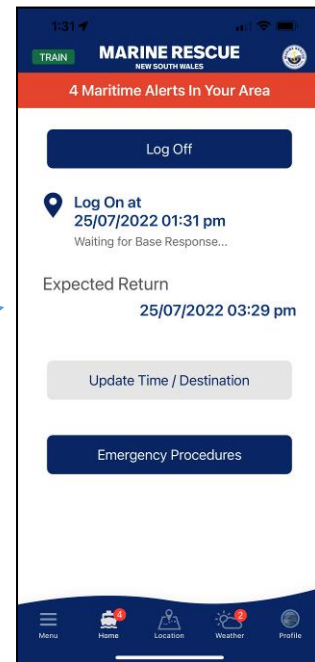 1:31
TRAIN
MARINE RESCUE
NEW SOUTH WALES
4 Maritime Alerts In Your Area
Log Off
Log On at
25/07/2022 01:31 pm
Waiting for Base Response...
Expected Return
25/07/2022 03:29 pm
Update Time / Destination
Emergency Procedures
4 2
Menu Home Location Weather Profile